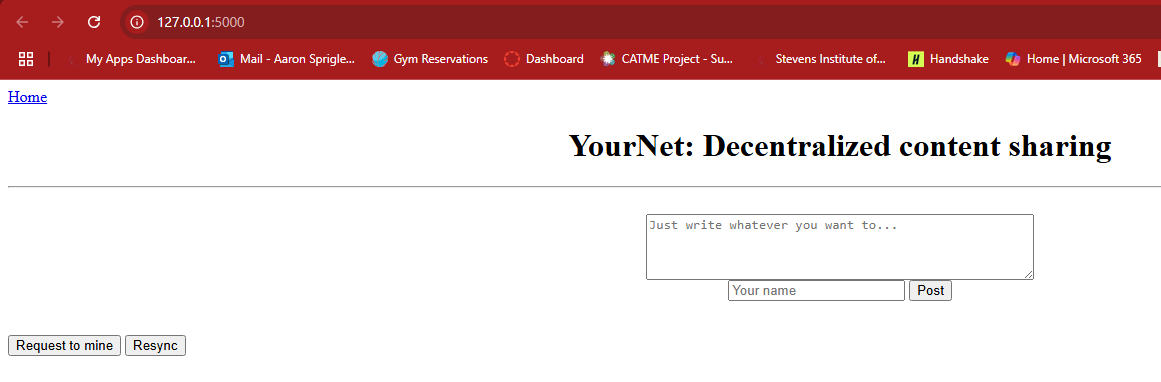 127.0.0.1:5000
My Apps Dashboar... Mail - Aaron Sprigle... Gym Reservations Dashboard CATME Project - Su... Stevens Institute of... Handshake Home | Microsoft 365
Home
YourNet: Decentralized content sharing
Just write whatever you want to...
Your name Post
Request to mine Resync